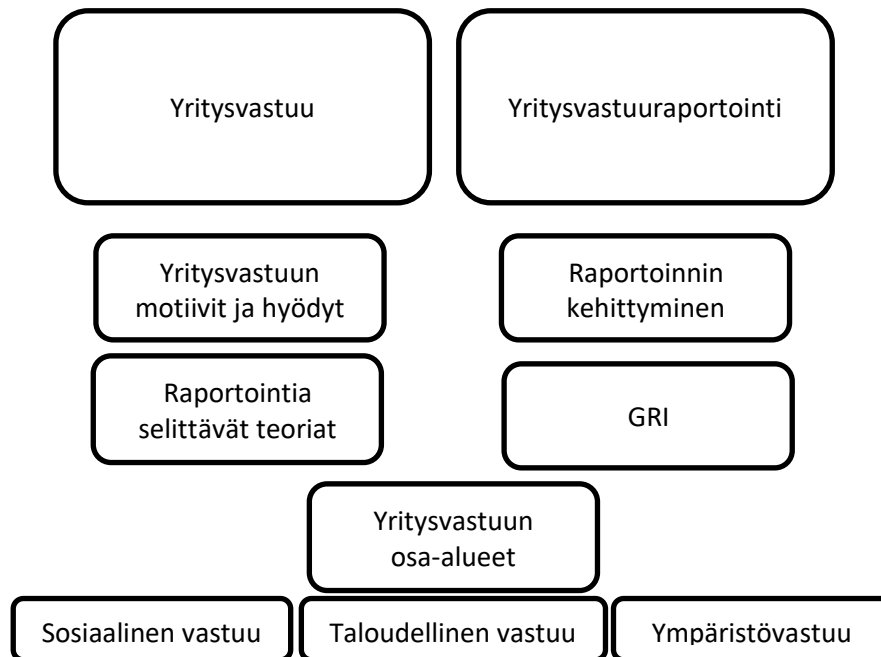 Yritysvastuu
Yritysvastuuraportointi
Yritysvastuun
motiivit ja hyödyt
Raportoinnin
kehittyminen
Raportointia
selittävät teoriat
GRI
Yritysvastuun
osa-alueet
Sosiaalinen vastuu
Taloudellinen vastuu
Ympäristövastuu